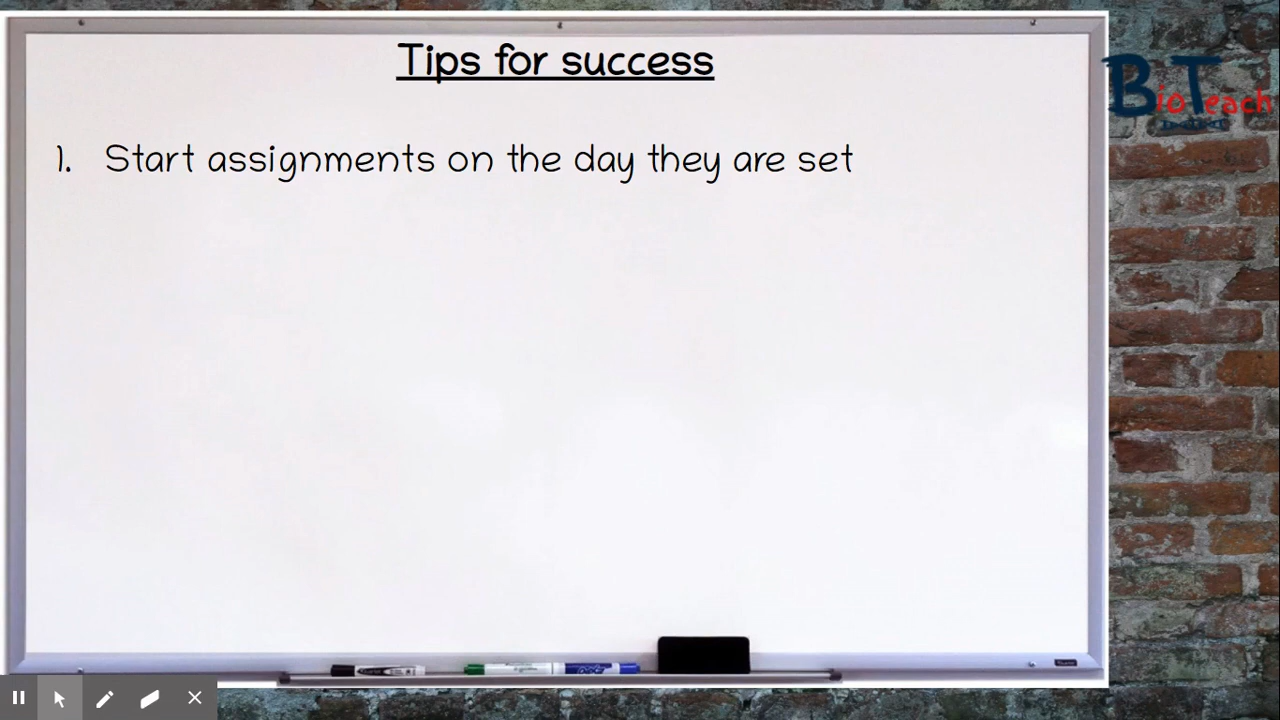 Tips for success
BioTeach
1. Start assignments on the day they are set